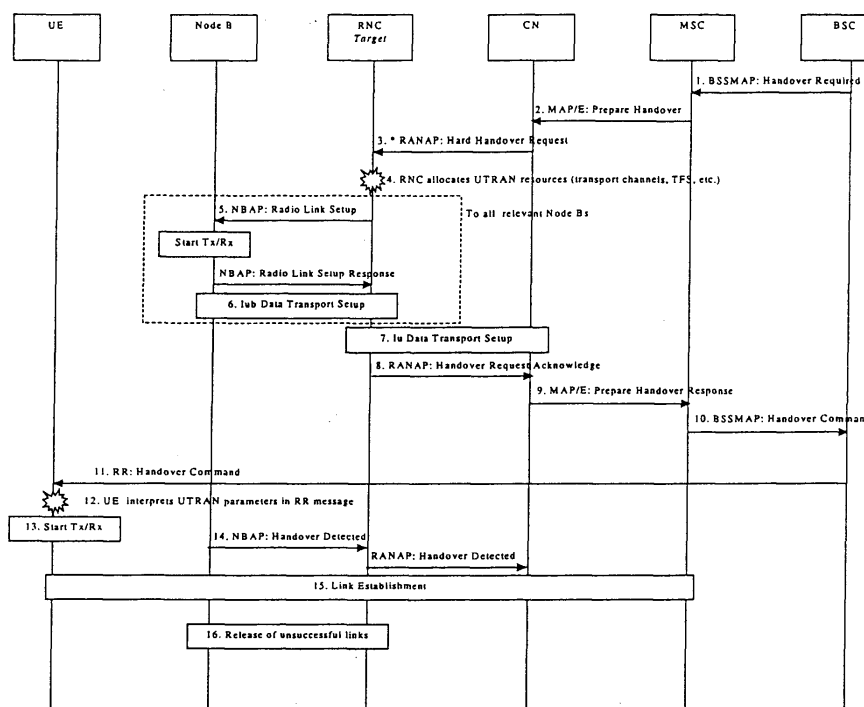 UE
Node B
RNC
Target
CN
MSC
BSC
1. BSSMAP: Handover Required
2. MAP/E: Prepare Handover
3. * RANAP: Hard Handover Request
4. RNC allocates UTRAN resources (transport channels, TFS, etc.)
5. NBAP: Radio Link Setup
To all relevant Node Bs
Start Tx/Rx
NBAP: Radio Link Setup Response
6. Iub Data Transport Setup
7. Iu Data Transport Setup
8. RANAP: Handover Request Acknowledge
9. MAP/E: Prepare Handover Response
10. BSSMAP: Handover Comman
11. RR: Handover Command
12. UE interprets UTRAN parameters in RR message
13. Start Tx/Rx
14. NBAP: Handover Detected
RANAP: Handover Detected
15. Link Establishment
16. Release of unsuccessful links